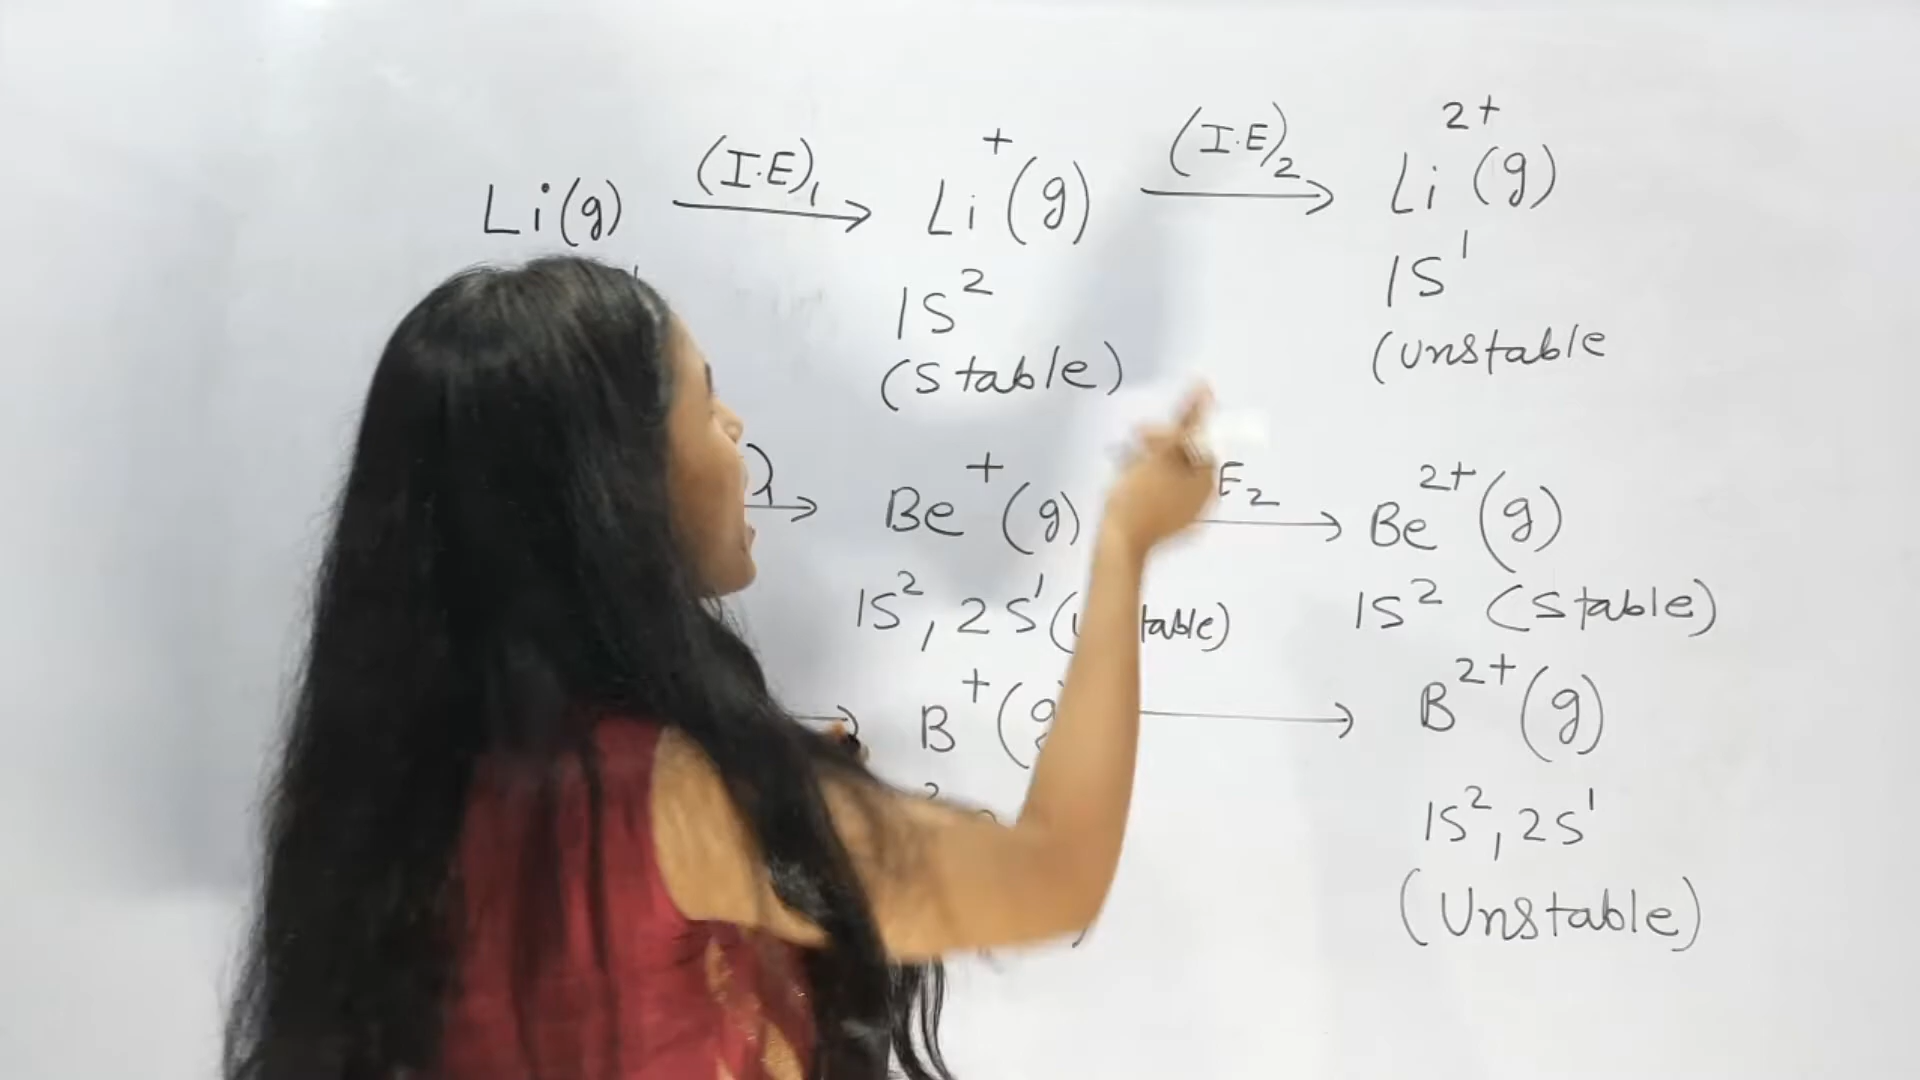 Li(g) (I.E)₁ → Li⁺(g) (I.E)₂ → Li²⁺(g)
1S² 1S¹
(Stable) (Unstable
→ Be⁺(g) E₂ → Be²⁺(g)
1S², 2S¹ 1S² (Stable)
→ B⁺(g) → B²⁺(g)
1S², 2S¹
(Unstable)